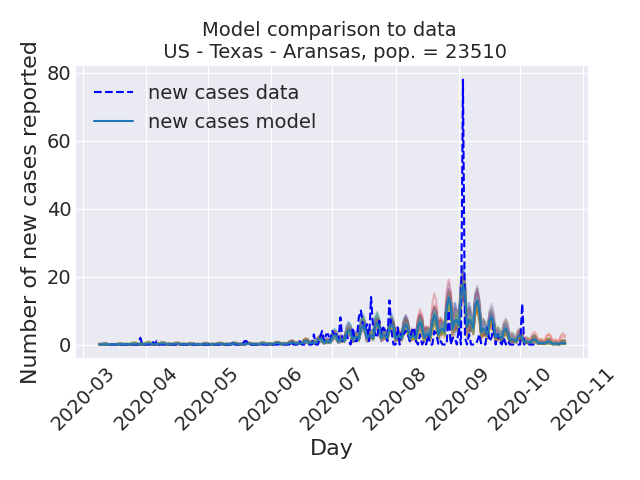 Model comparison to data
US - Texas - Aransas, pop. = 23510
Number of new cases reported
80
60
40
20
0
new cases data
new cases model
2020-03
2020-04
2020-05
2020-06
2020-07
2020-08
2020-09
2020-10
2020-11
Day